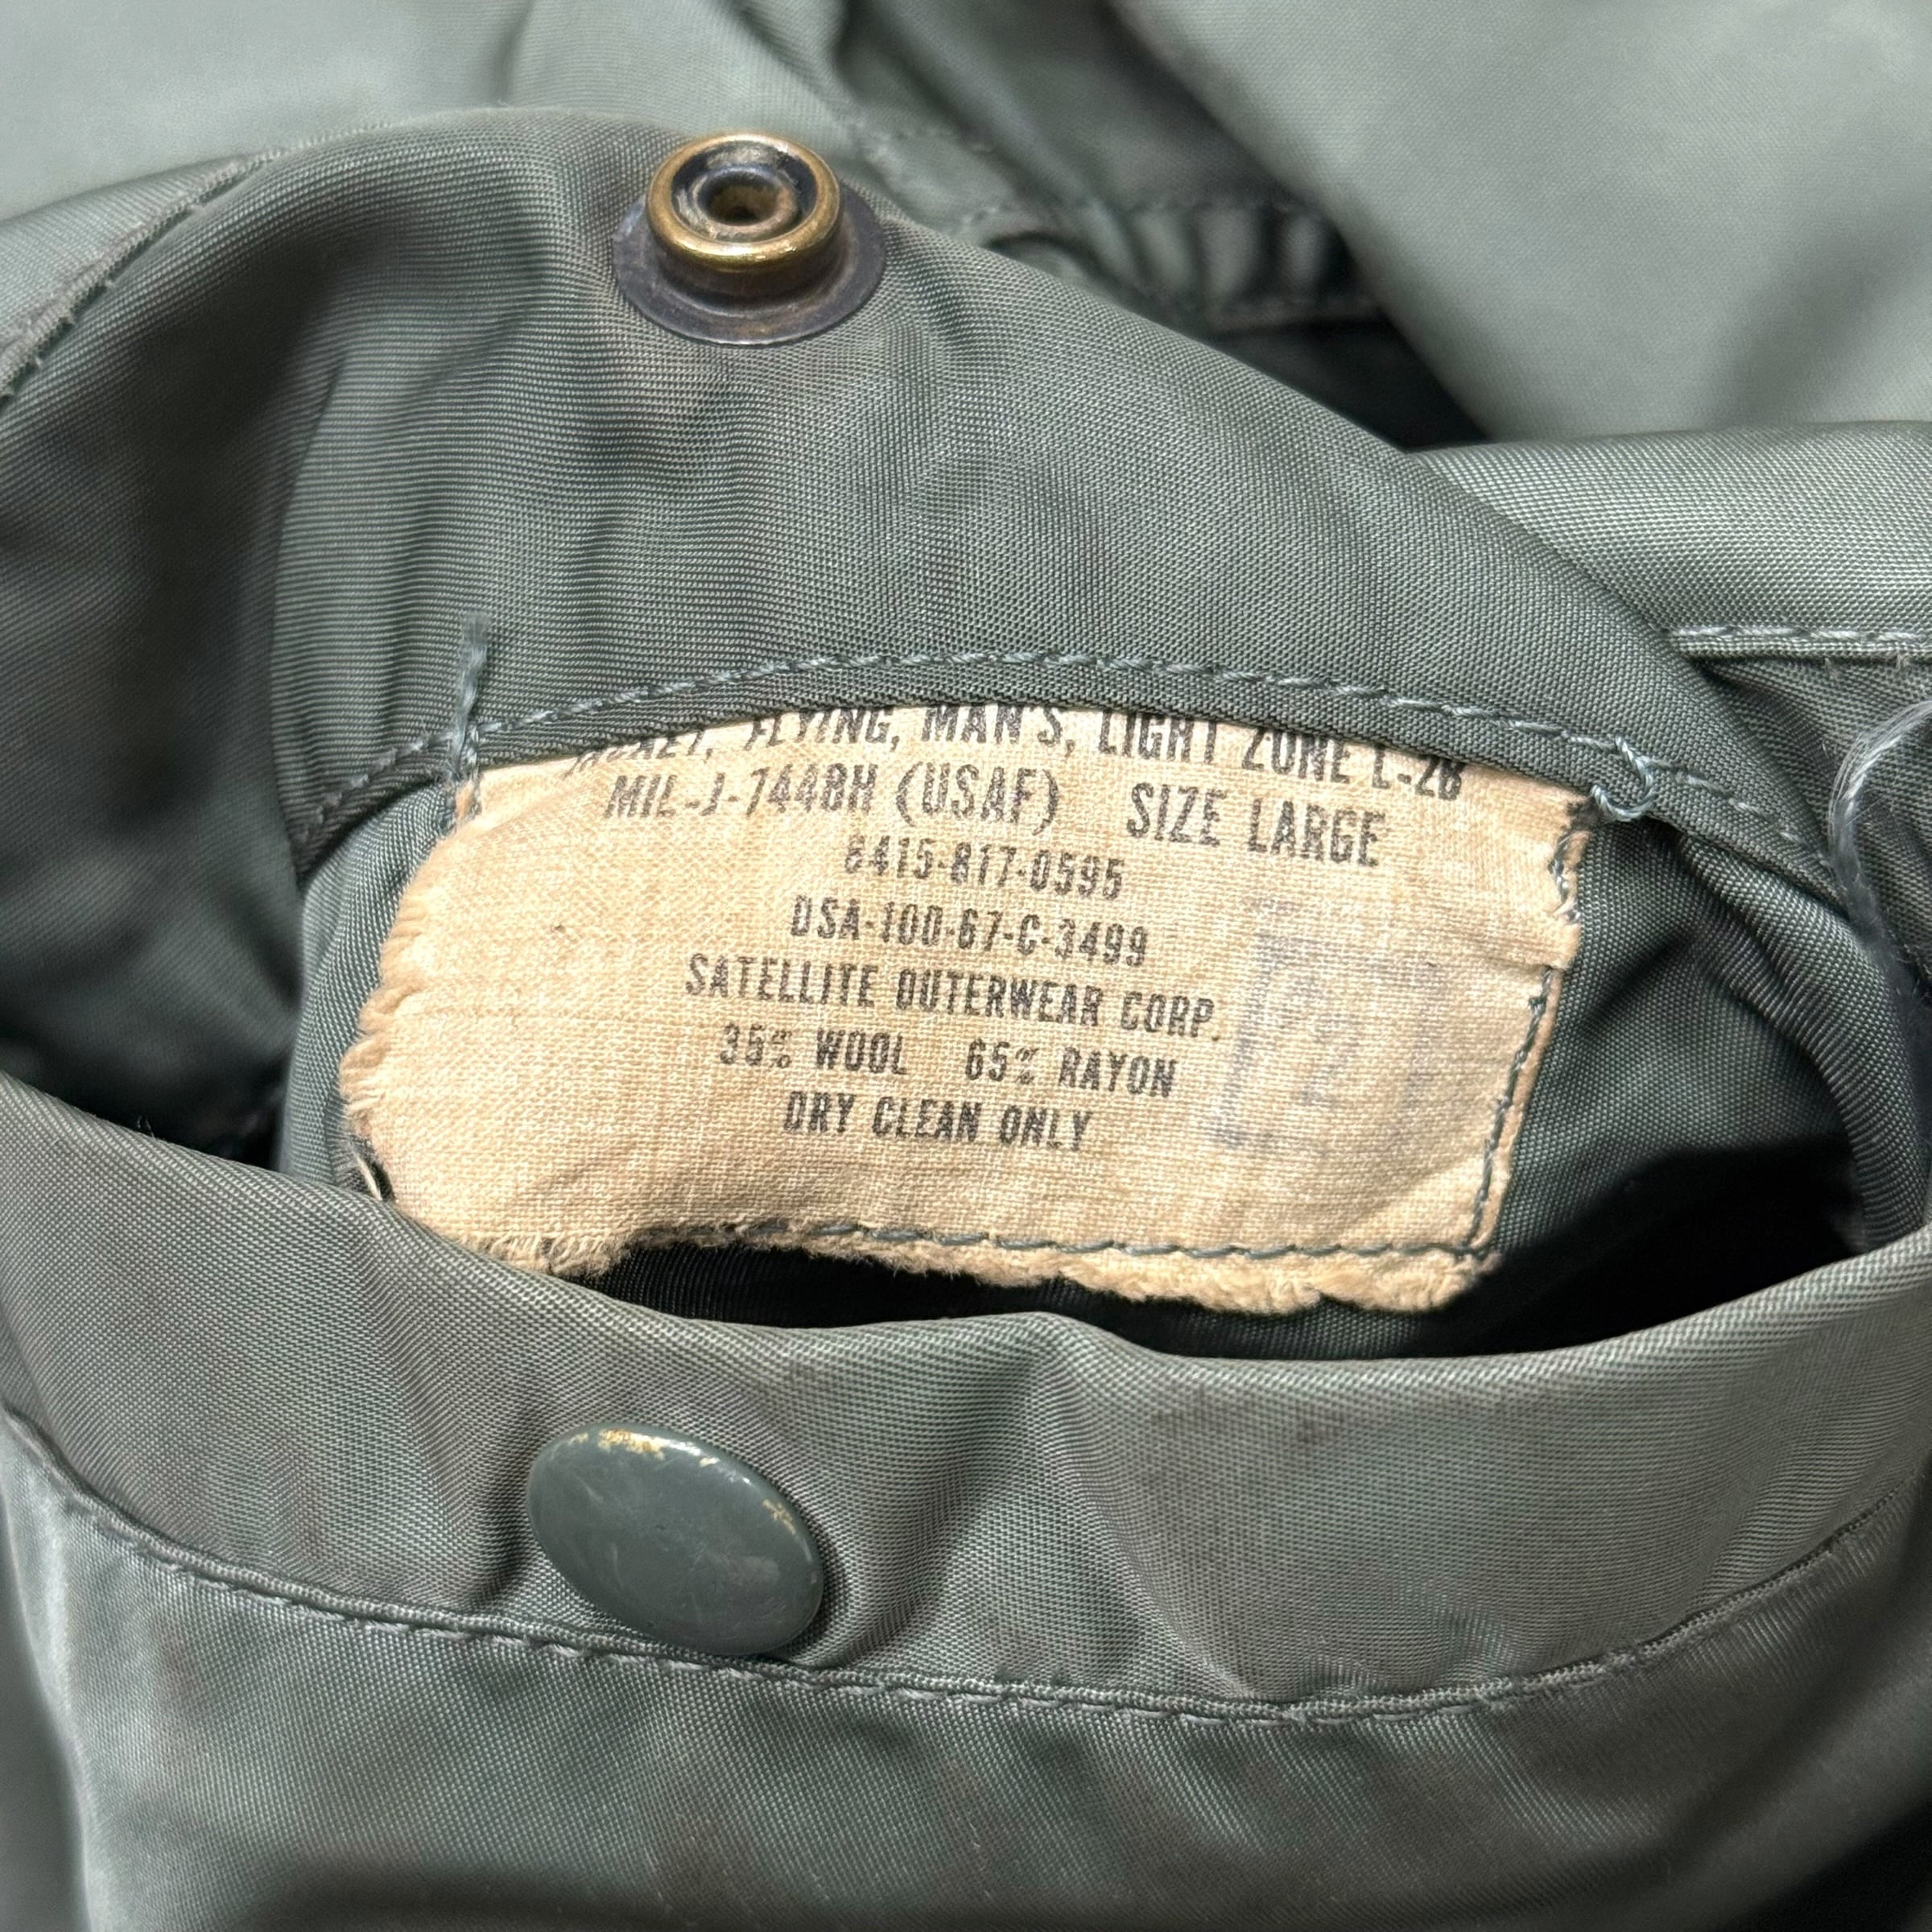 JACKET, FLYING, MAN'S, LIGHT ZONE L-2B
MIL-J-7448H (USAF) SIZE LARGE
8415-817-0595
DSA-100-67-C-3499
SATELLITE OUTERWEAR CORP.
35% WOOL 65% RAYON
DRY CLEAN ONLY